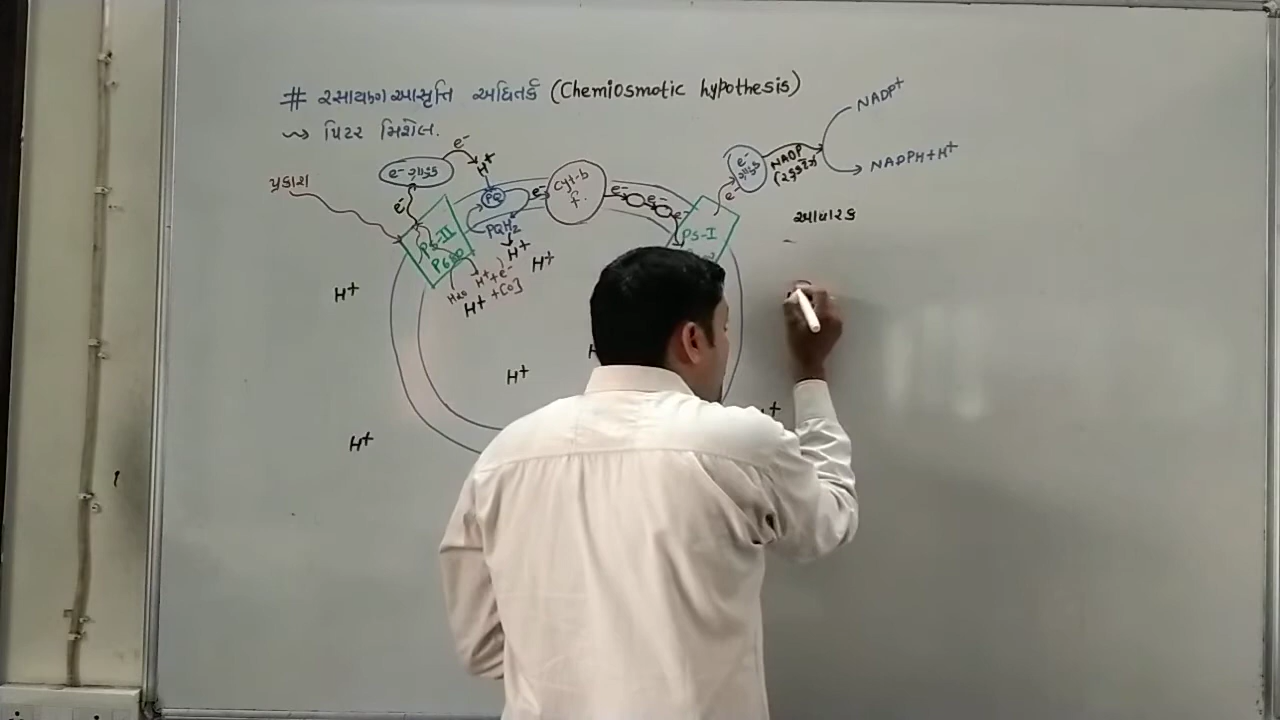 # રસાયણ આસૃતિ અધિતર્ક (Chemiosmotic hypothesis)
~> પિટર મિશેલ.
પ્રકાશ
e⁻ ગ્રાહક
e⁻
H⁺
e⁻
PS-II
P680
PQ
PQH₂
H⁺
H₂O
H⁺ + e⁻
+ [O]
H⁺
H⁺
e⁻
Cyt-b
f.
e⁻
e⁻
e⁻
PS-I
e⁻
e⁻
ગ્રાહક
NADP
NADP⁺
NADPH+H⁺
આધારક
H⁺
H⁺
H⁺